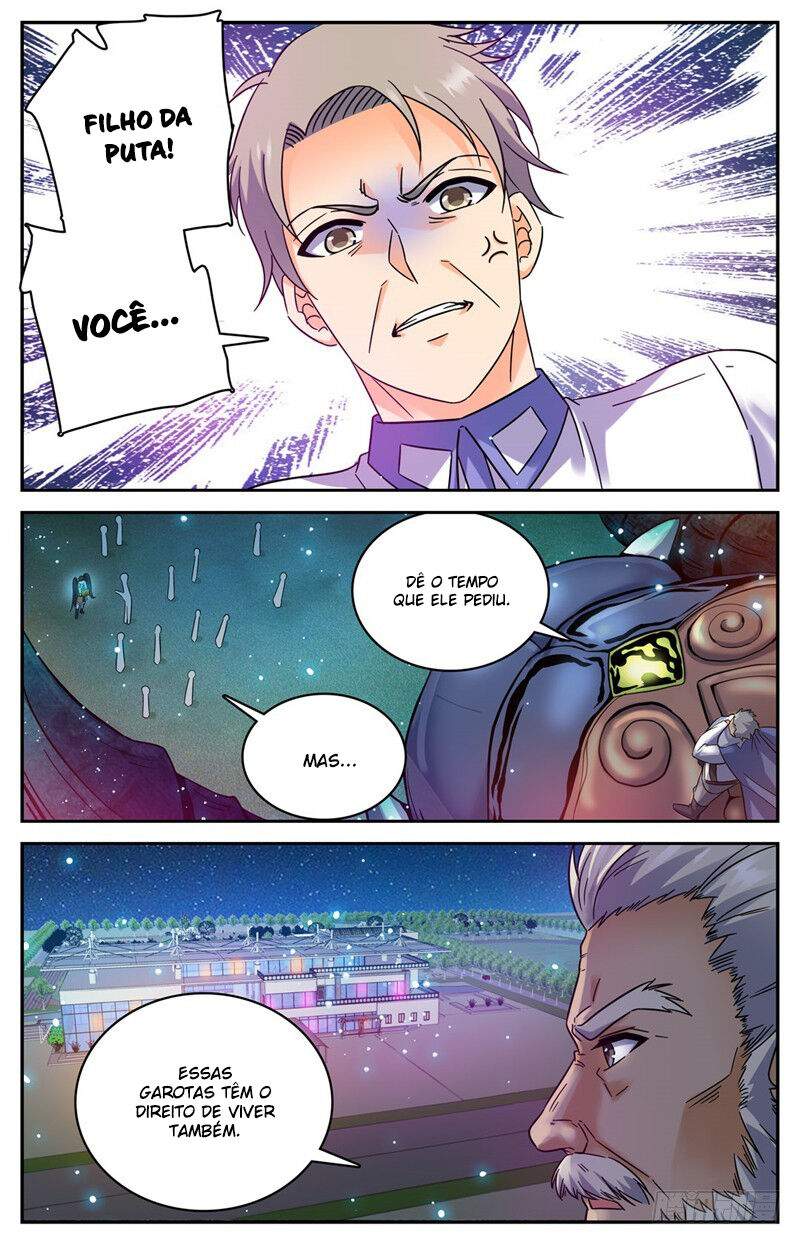 FILHO DA
PUTA!
VOCÊ...
DÊ O TEMPO
QUE ELE PEDIU.
MAS...
ESSAS
GAROTAS TÊM O
DIREITO DE VIVER
TAMBÉM.